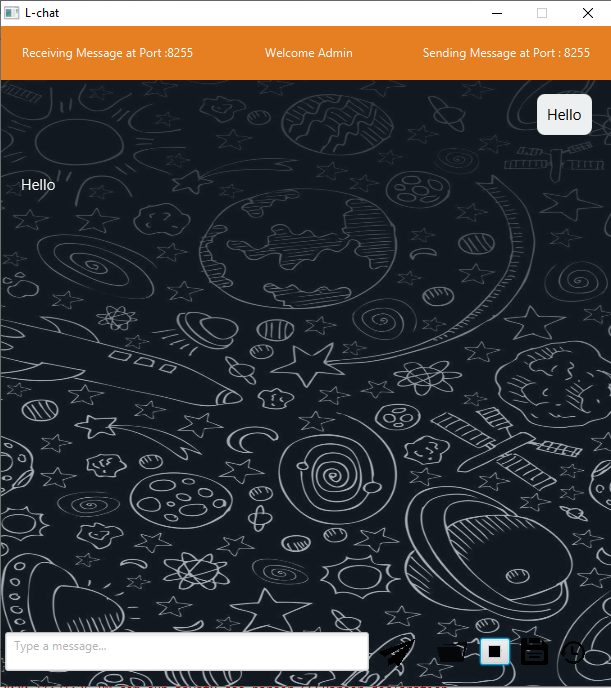 L-chat
Receiving Message at Port :8255
Welcome Admin
Sending Message at Port : 8255
Hello
Hello
Type a message...